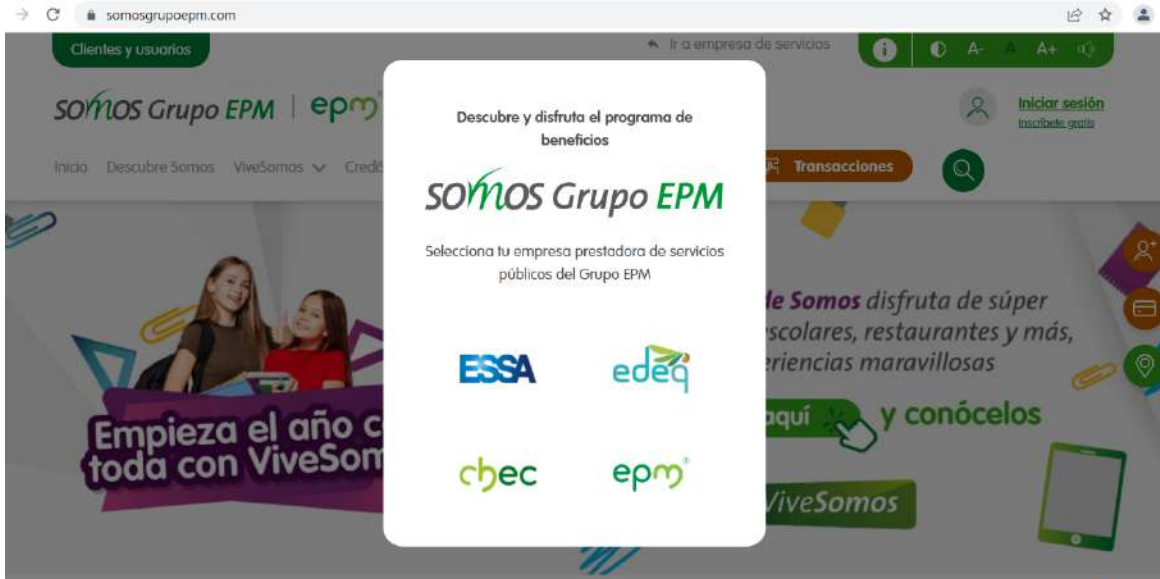 somosgrupoepm.com
Clientes y usuarios
Ir a empresa de servicios
i
A-
A
A+
somos Grupo EPM | epm®
Iniciar sesión
Inscríbete gratis
Inicio Descubre Somos ViveSomos
Transacciones
Descubre y disfruta el programa de
beneficios
somos Grupo EPM
Selecciona tu empresa prestadora de servicios
públicos del Grupo EPM
ESSA
edeq
chec
epm®
Empieza el año
toda con
de Somos disfruta de súper
restaurantes y más,
maravillosas
aquí y conócelos
ViveSomos